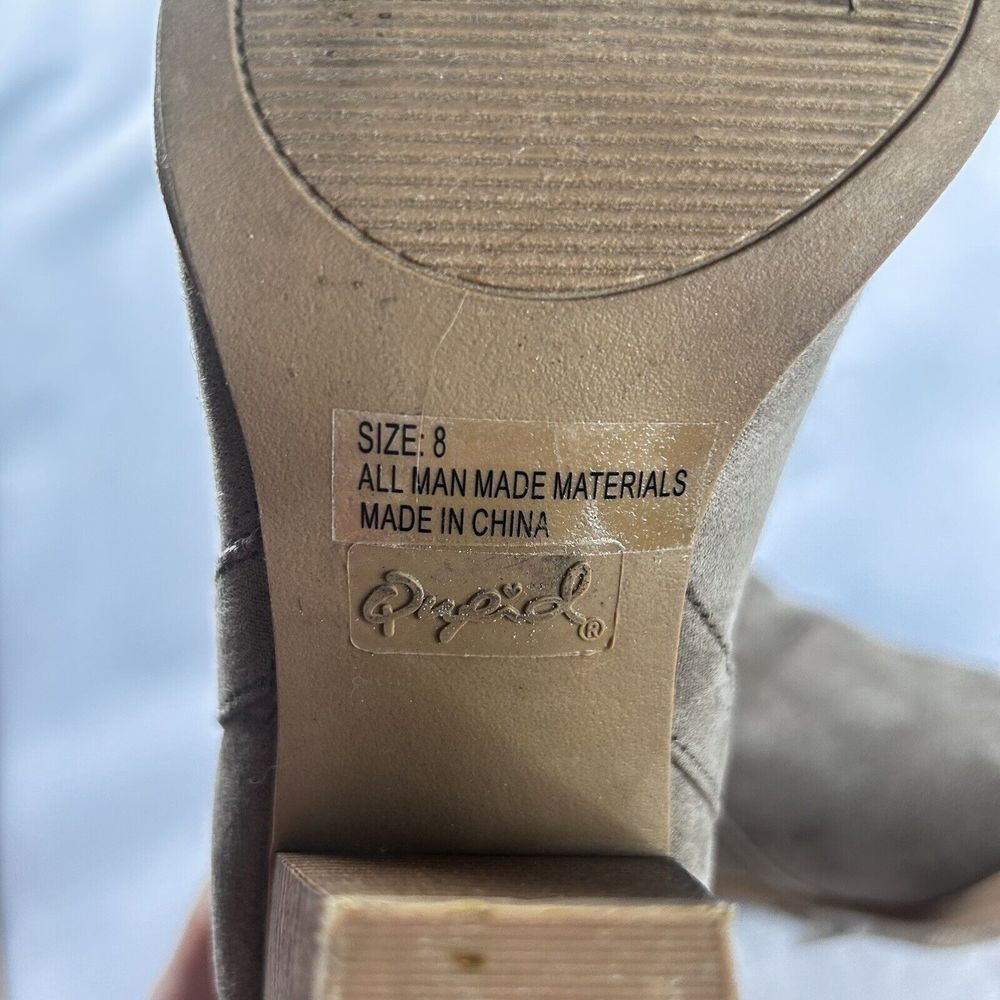 SIZE: 8
ALL MAN MADE MATERIALS
MADE IN CHINA
Qupid ®